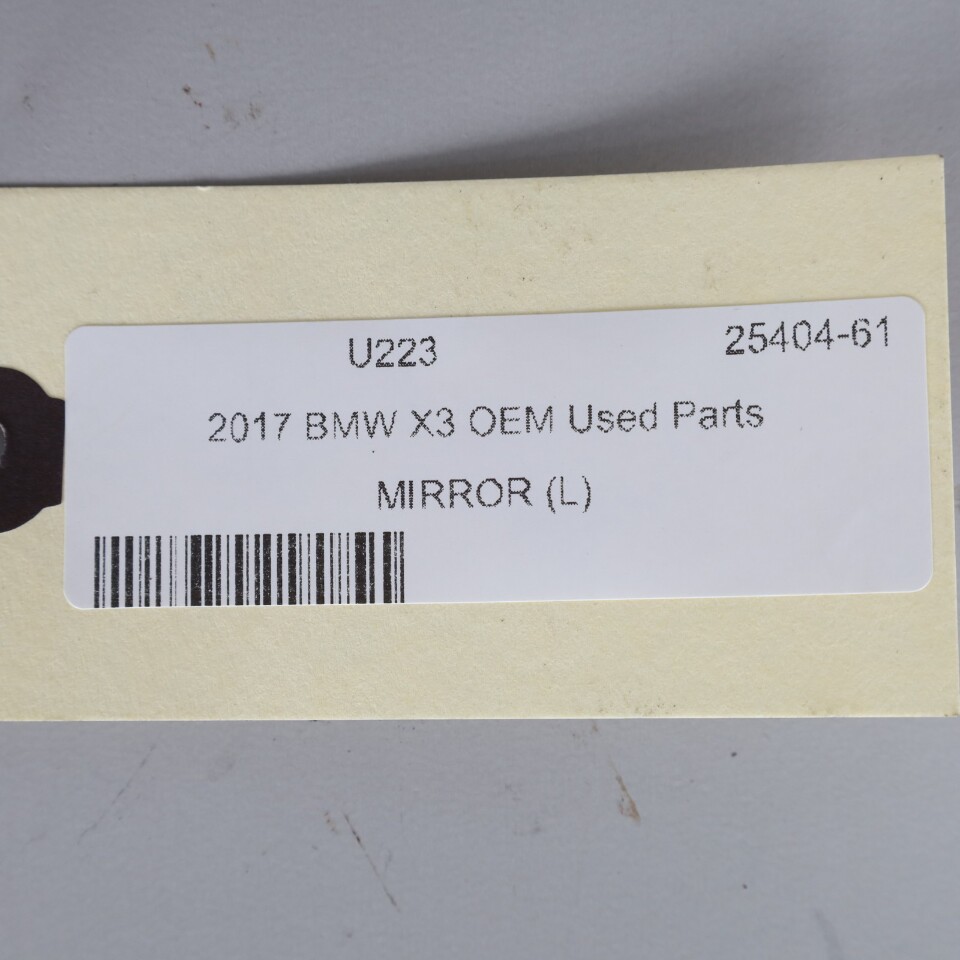 U223 25404-61
2017 BMW X3 OEM Used Parts
MIRROR (L)